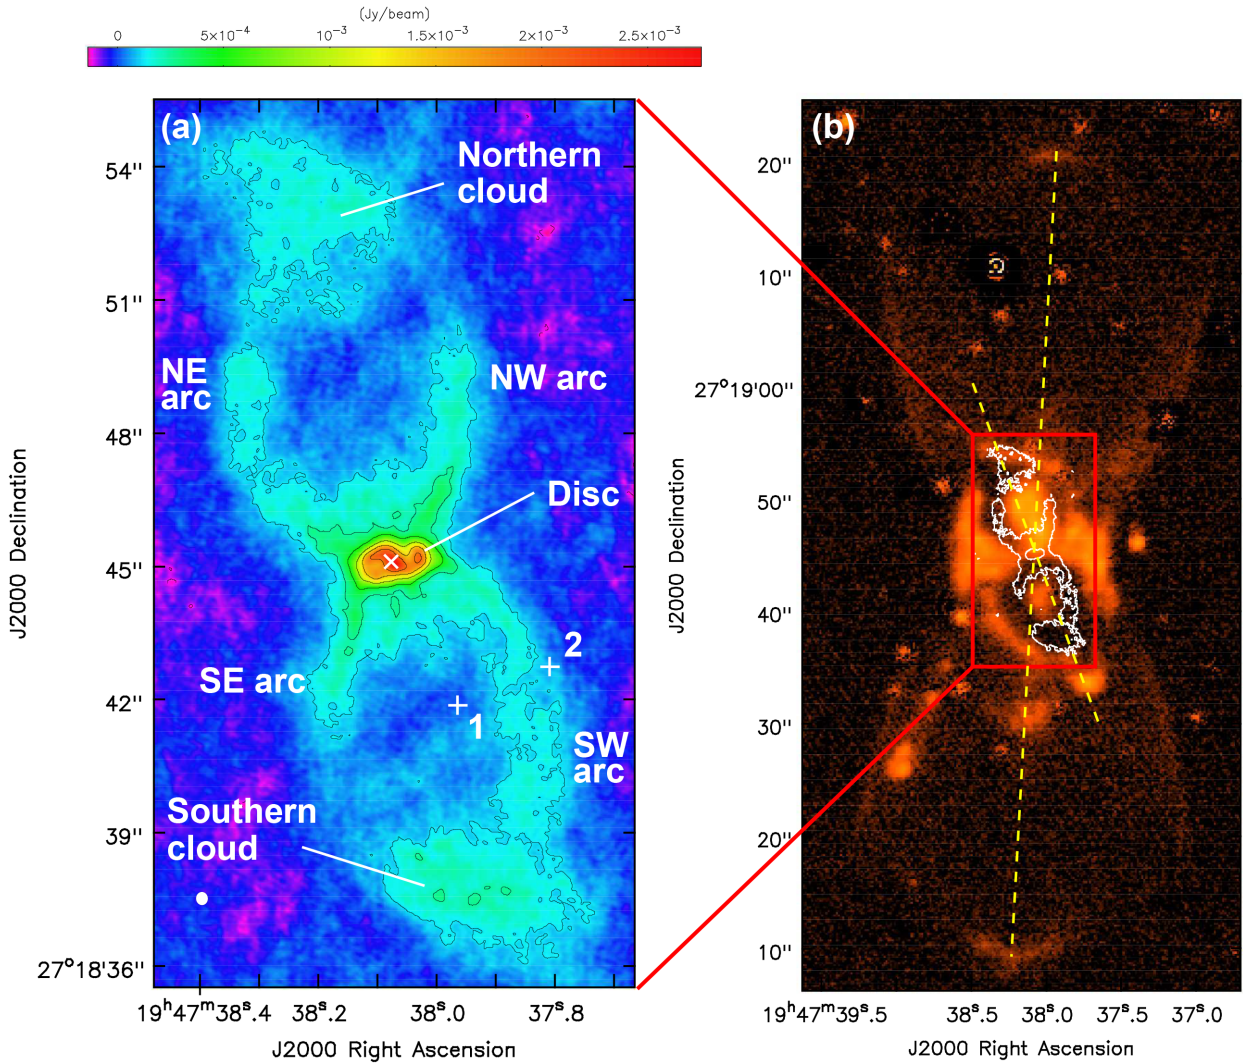 (Jy/beam)
0 5×10⁻⁴ 10⁻³ 1.5×10⁻³ 2×10⁻³ 2.5×10⁻³
(a)
Northern
cloud
NE
arc
NW arc
Disc
SE arc
2
1
SW
arc
Southern
cloud
54''
51''
48''
45''
42''
39''
27°18'36''
J2000 Declination
19ʰ47ᵐ38ˢ.4 38ˢ.2 38ˢ.0 37ˢ.8
J2000 Right Ascension
(b)
20''
10''
27°19'00''
50''
40''
30''
20''
10''
J2000 Declination
19ʰ47ᵐ39ˢ.5 38ˢ.5 38ˢ.0 37ˢ.5 37ˢ.0
J2000 Right Ascension